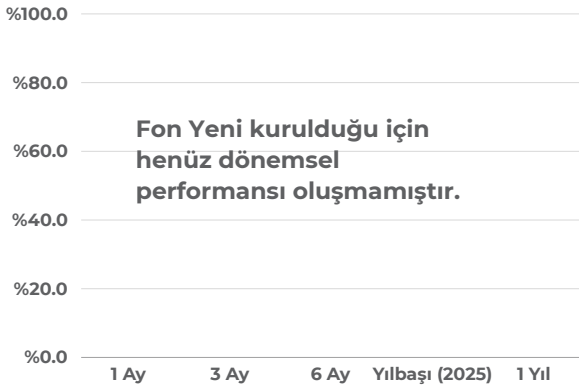 %100.0
%80.0
Fon Yeni kurulduğu için
henüz dönemsel
%60.0
performansı oluşmamıştır.
%40.0
%20.0
%0.0
1 Ay 3 Ay 6 Ay Yılbaşı (2025) 1 Yıl